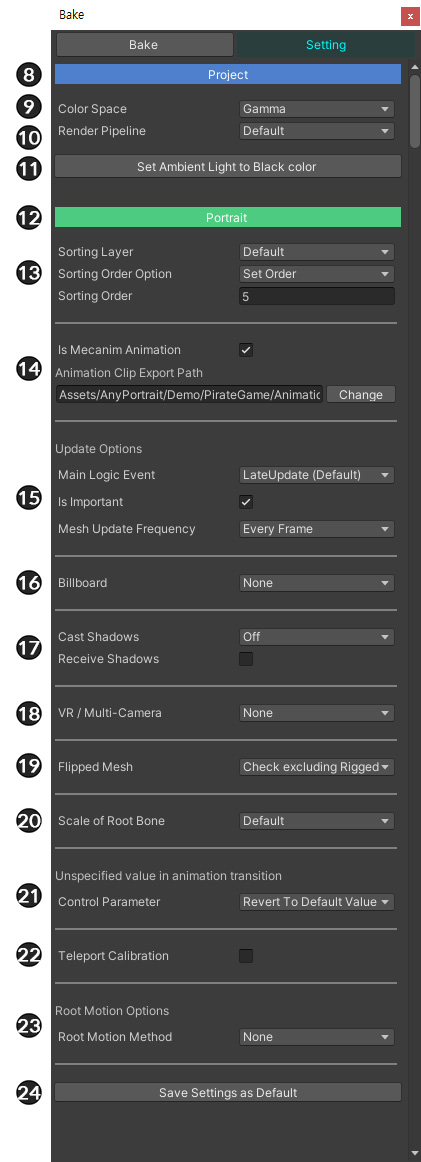 Bake
x
Bake Setting
8 Project
9 Color Space Gamma
10 Render Pipeline Default
11 Set Ambient Light to Black color
12 Portrait
Sorting Layer Default
13 Sorting Order Option Set Order
Sorting Order 5
Is Mecanim Animation
14 Animation Clip Export Path
Assets/AnyPortrait/Demo/PirateGame/Animatic Change
Update Options
Main Logic Event LateUpdate (Default)
15 Is Important
Mesh Update Frequency Every Frame
16 Billboard None
Cast Shadows Off
17 Receive Shadows
18 VR / Multi-Camera None
19 Flipped Mesh Check excluding Rigged
20 Scale of Root Bone Default
Unspecified value in animation transition
21 Control Parameter Revert To Default Value
22 Teleport Calibration
Root Motion Options
23 Root Motion Method None
24 Save Settings as Default